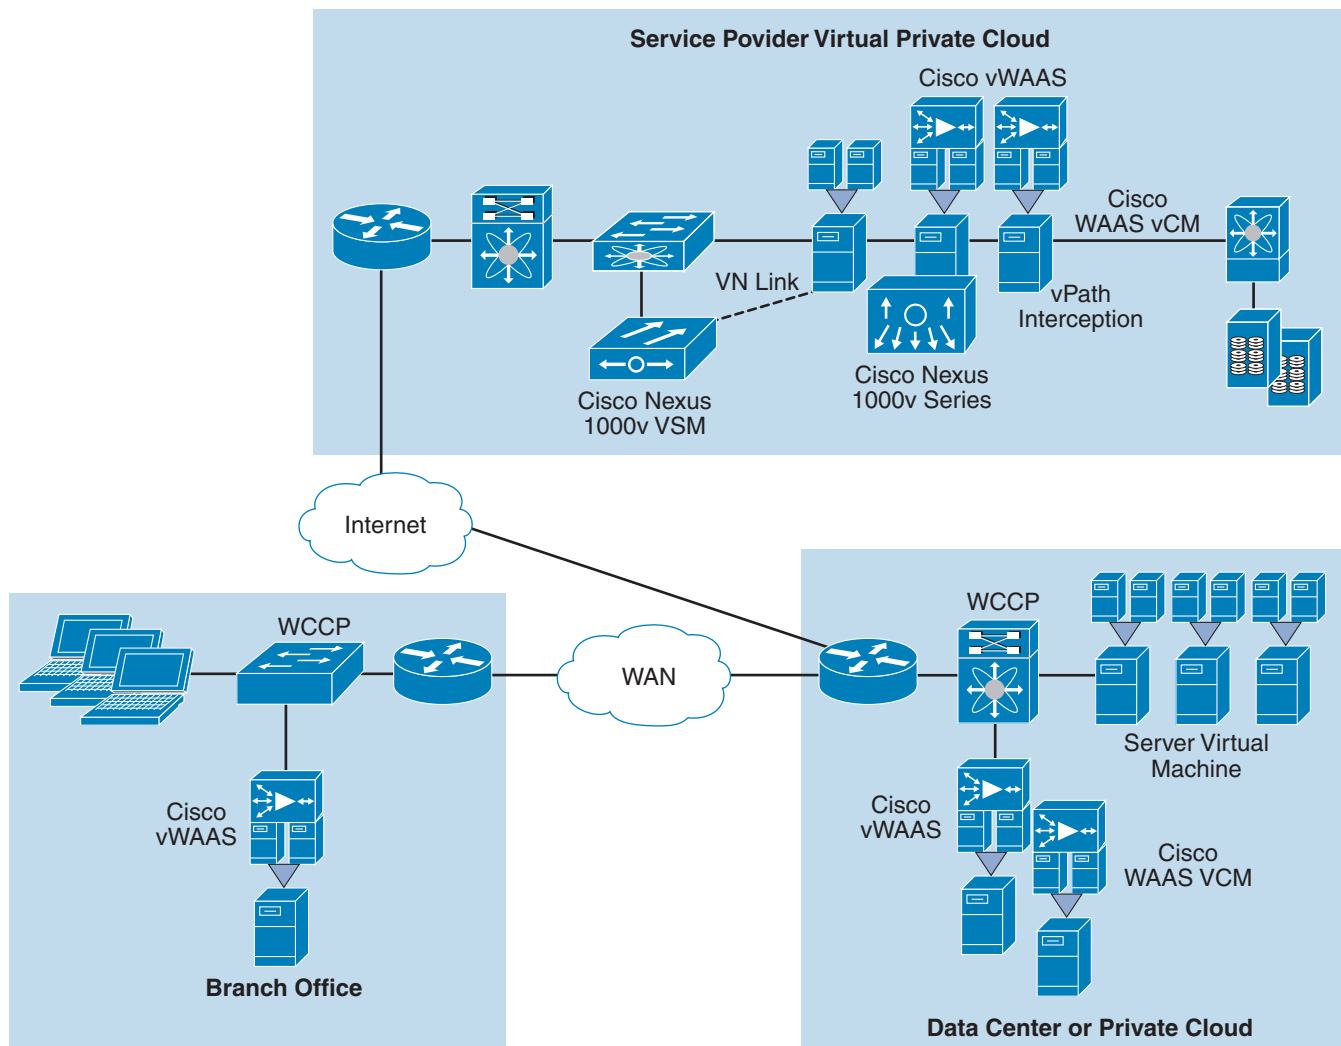 Service Povider Virtual Private Cloud
Cisco vWAAS
Cisco
WAAS vCM
VN Link
vPath
Interception
Cisco Nexus
1000v VSM
Cisco Nexus
1000v Series
Internet
WCCP
WAN
WCCP
Server Virtual
Machine
Cisco
vWAAS
Cisco
vWAAS
Cisco
WAAS VCM
Branch Office
Data Center or Private Cloud